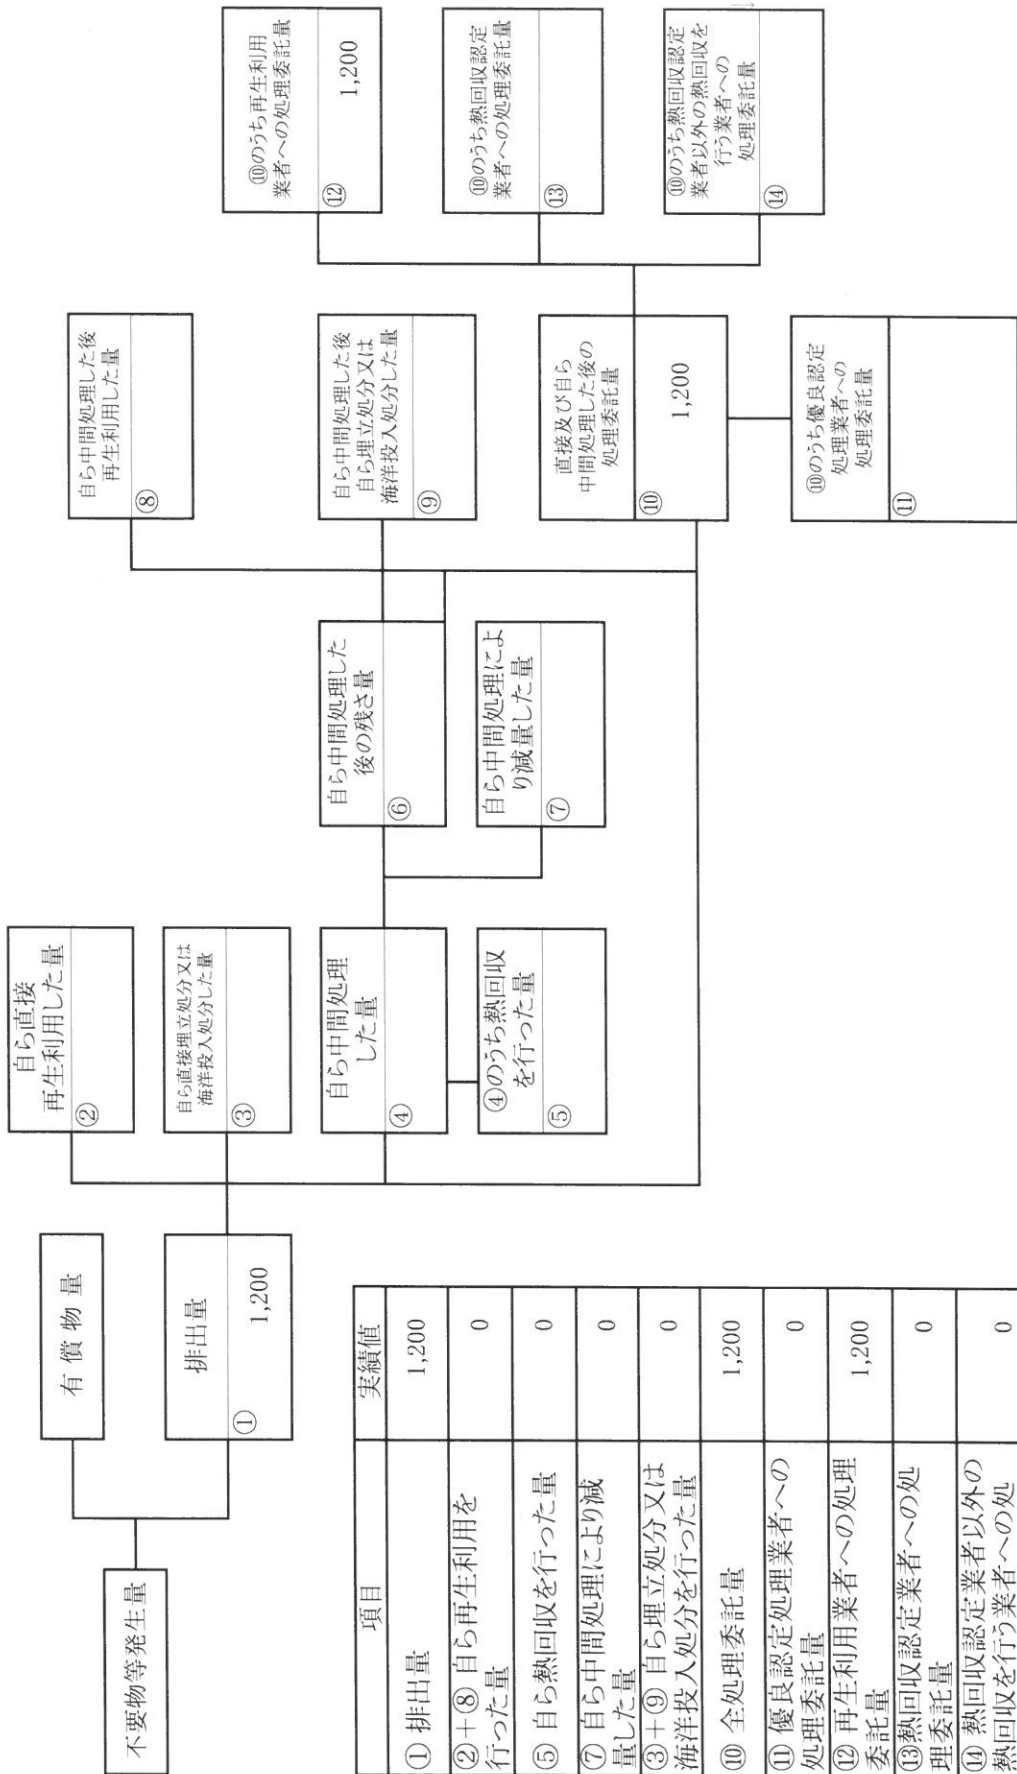 不要物等発生量
有 償 物 量
排出量
①
1,200
自ら直接
再生利用した量
②
自ら直接埋立処分又は
海洋投入処分した量
③
自ら中間処理
した量
④
④のうち熱回収
を行った量
⑤
自ら中間処理した
後の残さ量
⑥
自ら中間処理によ
り減量した量
⑦
自ら中間処理した後
再生利用した量
⑧
自ら中間処理した後
自ら埋立処分又は
海洋投入処分した量
⑨
直接及び自ら
中間処理した後の
処理委託量
⑩
1,200
⑩のうち優良認定
処理業者への
処理委託量
⑪
⑩のうち再生利用
業者への処理委託量
⑫
1,200
⑩のうち熱回収認定
業者への処理委託量
⑬
⑩のうち熱回収認定
業者以外の熱回収を
行う業者への
処理委託量
⑭
項目 実績値
① 排出量 1,200
②＋⑧ 自ら再生利用を
行った量 0
⑤ 自ら熱回収を行った量 0
⑦ 自ら中間処理により減
量した量 0
③＋⑨ 自ら埋立処分又は
海洋投入処分を行った量 0
⑩ 全処理委託量 1,200
⑪ 優良認定処理業者への
処理委託量 0
⑫ 再生利用業者への処理
委託量 1,200
⑬熱回収認定業者への処
理委託量 0
⑭ 熱回収認定業者以外の
熱回収を行う業者への処 0